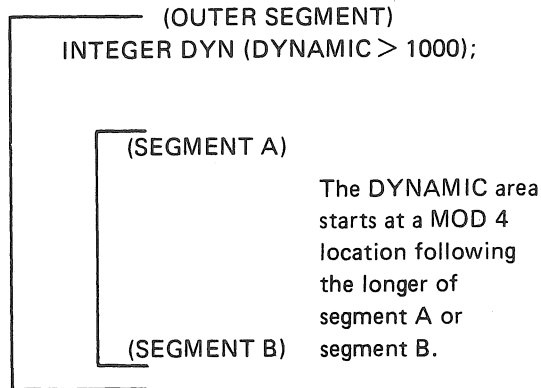 (OUTER SEGMENT)
INTEGER DYN (DYNAMIC > 1000);
(SEGMENT A)
The DYNAMIC area
starts at a MOD 4
location following
the longer of
segment A or
(SEGMENT B) segment B.